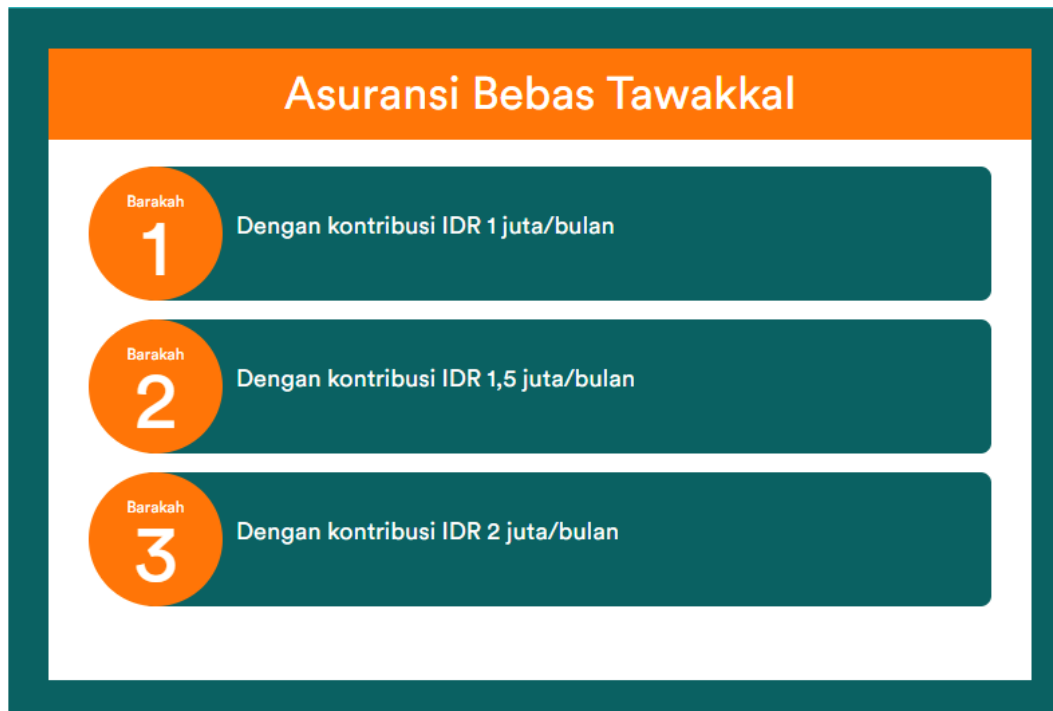 Asuransi Bebas Tawakkal
Barakah
1
Dengan kontribusi IDR 1 juta/bulan
Barakah
2
Dengan kontribusi IDR 1,5 juta/bulan
Barakah
3
Dengan kontribusi IDR 2 juta/bulan